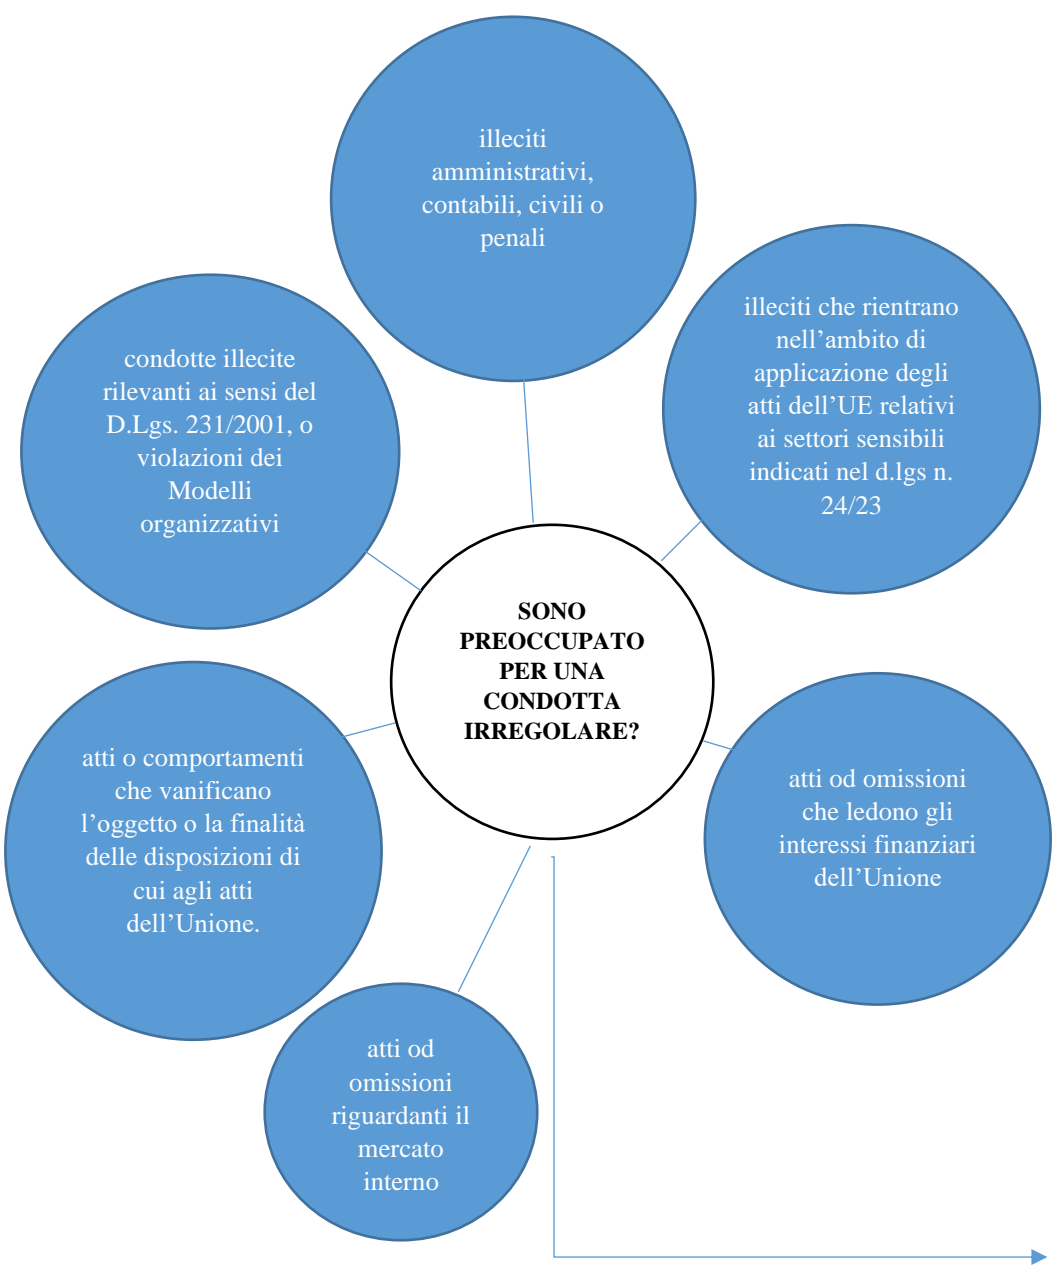 illeciti
amministrativi,
contabili, civili o
penali
illeciti che rientrano
nell’ambito di
applicazione degli
atti dell’UE relativi
ai settori sensibili
indicati nel d.lgs n.
24/23
condotte illecite
rilevanti ai sensi del
D.Lgs. 231/2001, o
violazioni dei
Modelli
organizzativi
SONO
PREOCCUPATO
PER UNA
CONDOTTA
IRREGOLARE?
atti o comportamenti
che vanificano
l’oggetto o la finalità
delle disposizioni di
cui agli atti
dell’Unione.
atti od omissioni
che ledono gli
interessi finanziari
dell’Unione
atti od
omissioni
riguardanti il
mercato
interno